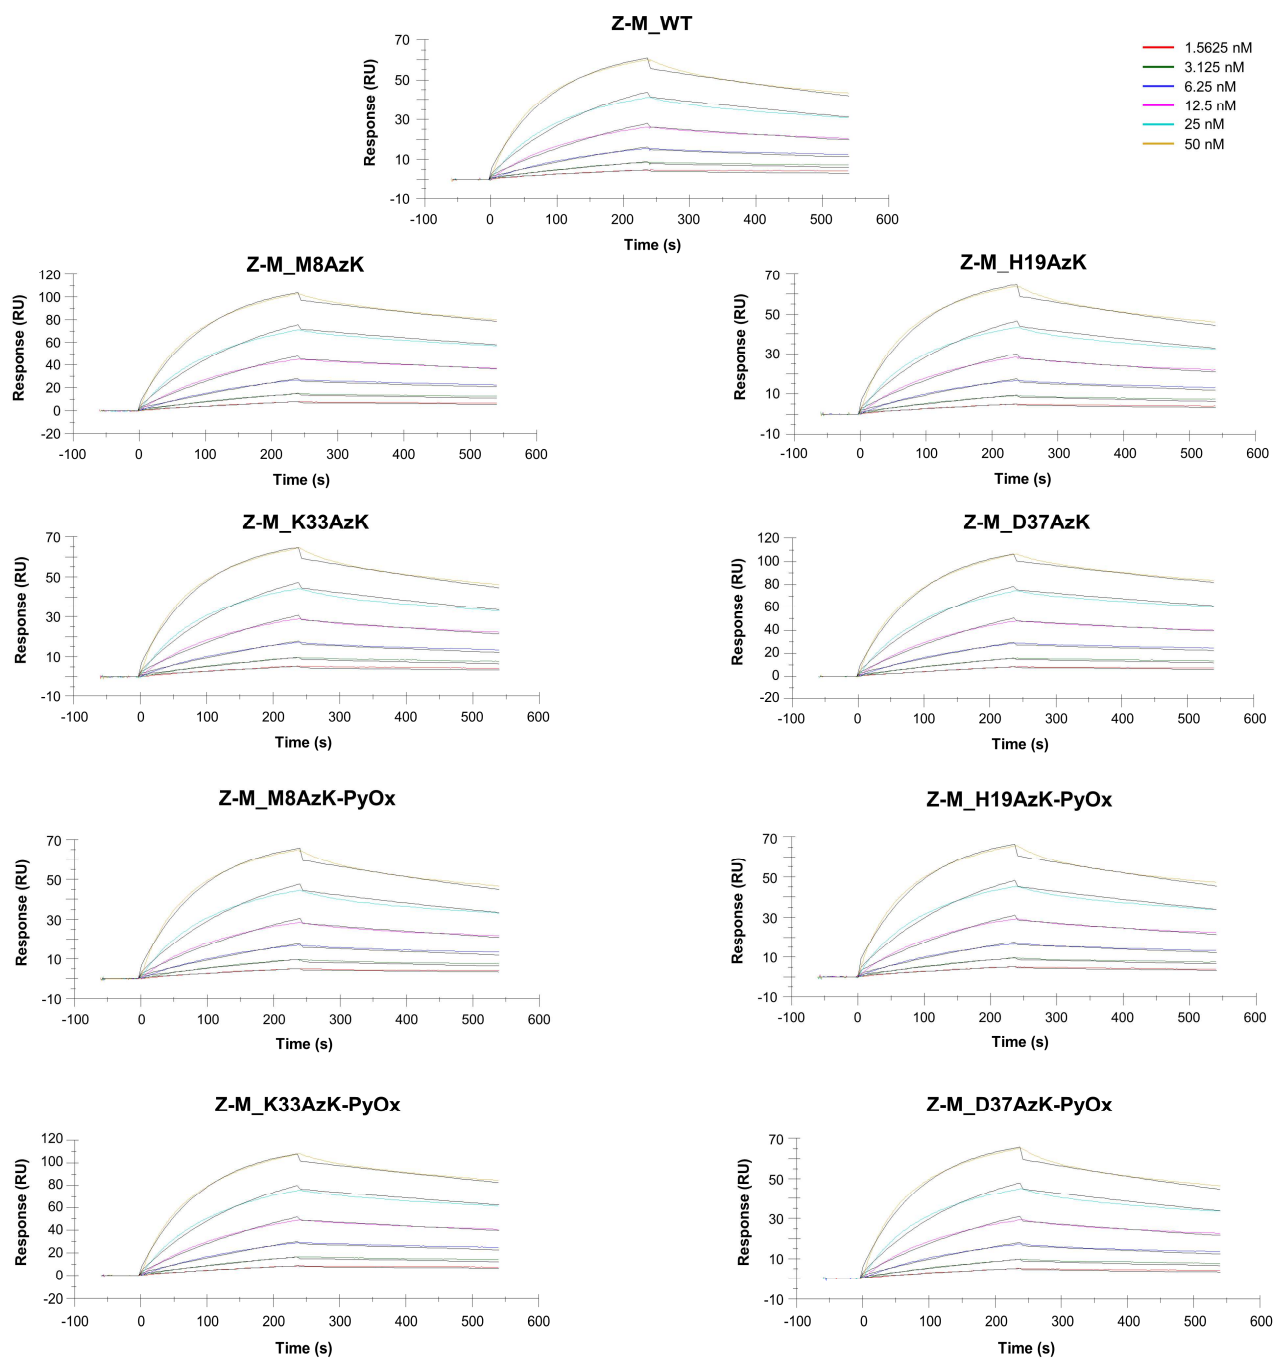 Z-M_WT
Response (RU)
70
50
30
10
-10
-100 0 100 200 300 400 500 600
Time (s)
1.5625 nM
3.125 nM
6.25 nM
12.5 nM
25 nM
50 nM
Z-M_M8AzK
Response (RU)
120
100
80
60
40
20
0
-20
-100 0 100 200 300 400 500 600
Time (s)
Z-M_H19AzK
Response (RU)
70
50
30
10
-10
-100 0 100 200 300 400 500 600
Time (s)
Z-M_K33AzK
Response (RU)
70
50
30
10
-10
-100 0 100 200 300 400 500 600
Time (s)
Z-M_D37AzK
Response (RU)
120
100
80
60
40
20
0
-20
-100 0 100 200 300 400 500 600
Time (s)
Z-M_M8AzK-PyOx
Response (RU)
70
50
30
10
-10
-100 0 100 200 300 400 500 600
Time (s)
Z-M_H19AzK-PyOx
Response (RU)
70
50
30
10
-10
-100 0 100 200 300 400 500 600
Time (s)
Z-M_K33AzK-PyOx
Response (RU)
120
100
80
60
40
20
0
-20
-100 0 100 200 300 400 500 600
Time (s)
Z-M_D37AzK-PyOx
Response (RU)
70
50
30
10
-10
-100 0 100 200 300 400 500 600
Time (s)